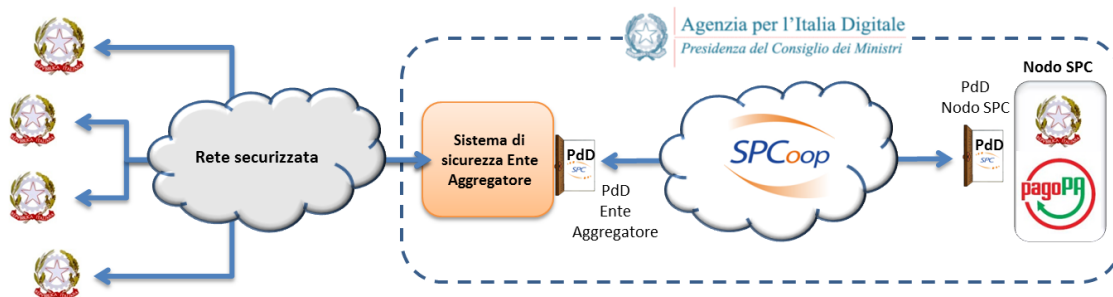 Agenzia per l'Italia Digitale
Presidenza del Consiglio dei Ministri
Nodo SPC
PdD
Nodo SPC
Rete securizzata
Sistema di
sicurezza Ente
Aggregatore
PdD
SPC
PdD
Ente
Aggregatore
SPCoop
PdD
SPC
pagoPA